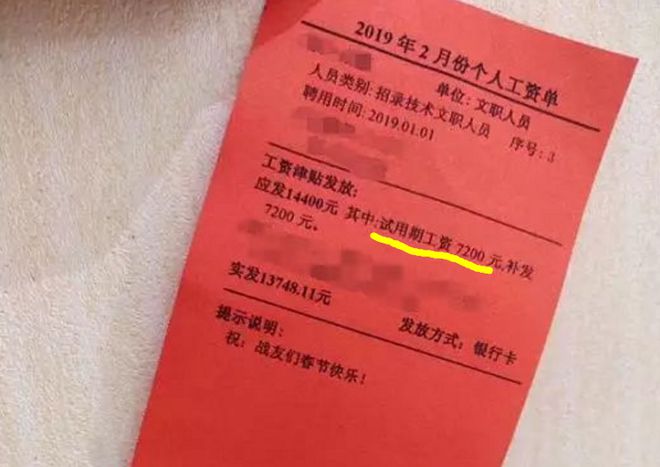 2019 年 2 月份个人工资单
单位: 文职人员
人员类别: 招录技术文职人员 序号: 3
聘用时间: 2019.01.01
工资津贴发放:
应发14400元 其中:试用期工资 7200 元,补发
7200 元。
实发13748.11元 发放方式: 银行卡
提示说明:
祝: 战友们春节快乐!